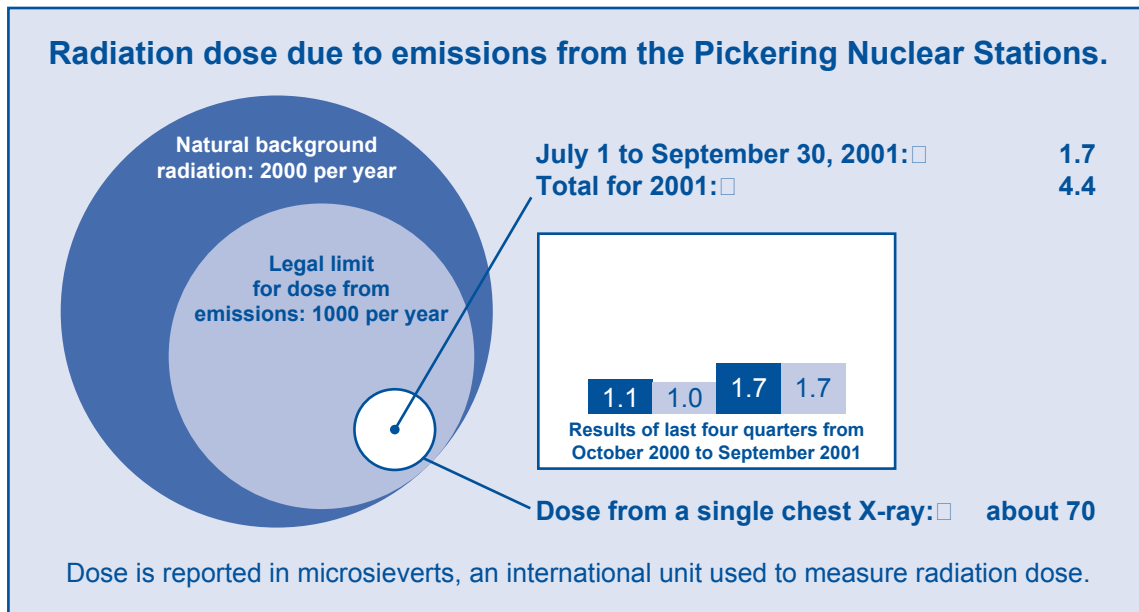 Radiation dose due to emissions from the Pickering Nuclear Stations.
Natural background
radiation: 2000 per year
Legal limit
for dose from
emissions: 1000 per year
July 1 to September 30, 2001: 1.7
Total for 2001: 4.4
1.1 1.0 1.7 1.7
Results of last four quarters from
October 2000 to September 2001
Dose from a single chest X-ray: about 70
Dose is reported in microsieverts, an international unit used to measure radiation dose.